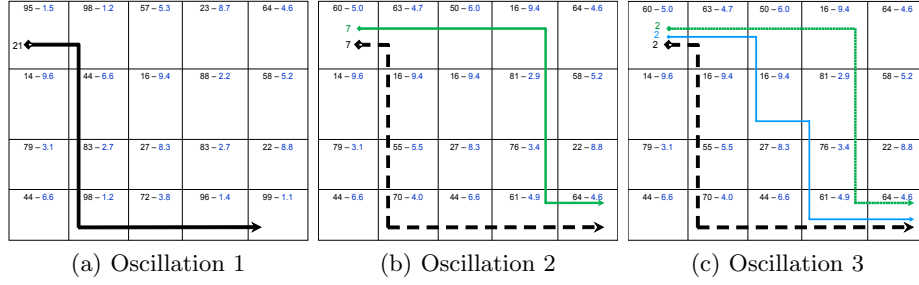 95 – 1.5 98 – 1.2 57 – 5.3 23 – 8.7 64 – 4.6
21
14 – 9.6 44 – 6.6 16 – 9.4 88 – 2.2 58 – 5.2
79 – 3.1 83 – 2.7 27 – 8.3 83 – 2.7 22 – 8.8
44 – 6.6 98 – 1.2 72 – 3.8 96 – 1.4 99 – 1.1
(a) Oscillation 1
60 – 5.0 63 – 4.7 50 – 6.0 16 – 9.4 64 – 4.6
7
7
14 – 9.6 16 – 9.4 16 – 9.4 81 – 2.9 58 – 5.2
79 – 3.1 55 – 5.5 27 – 8.3 76 – 3.4 22 – 8.8
44 – 6.6 70 – 4.0 44 – 6.6 61 – 4.9 64 – 4.6
(b) Oscillation 2
60 – 5.0 63 – 4.7 50 – 6.0 16 – 9.4 64 – 4.6
2
2
2
14 – 9.6 16 – 9.4 16 – 9.4 81 – 2.9 58 – 5.2
79 – 3.1 55 – 5.5 27 – 8.3 76 – 3.4 22 – 8.8
44 – 6.6 70 – 4.0 44 – 6.6 61 – 4.9 64 – 4.6
(c) Oscillation 3